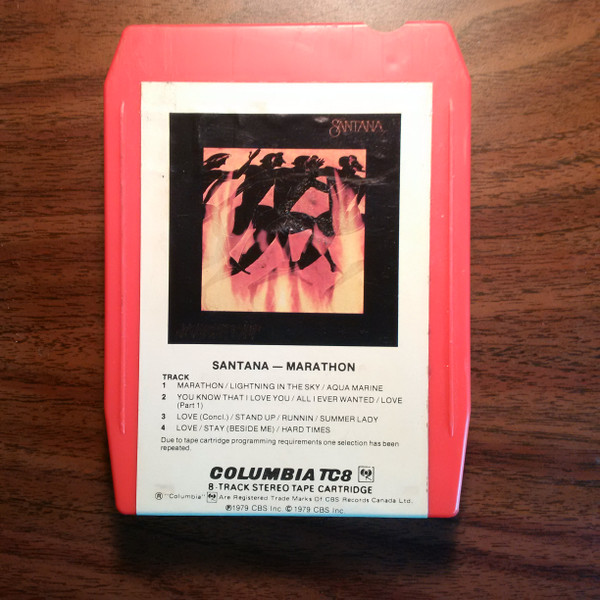 SANTANA
SANTANA — MARATHON
TRACK
1 MARATHON / LIGHTNING IN THE SKY / AQUA MARINE
2 YOU KNOW THAT I LOVE YOU / ALL I EVER WANTED / LOVE
(Part 1)
3 LOVE (Concl.) / STAND UP / RUNNIN / SUMMER LADY
4 LOVE / STAY (BESIDE ME) / HARD TIMES
Due to tape cartridge programming requirements one selection has been
repeated.
COLUMBIA TC8
8-TRACK STEREO TAPE CARTRIDGE
® "Columbia" Are Registered Trade Marks Of CBS Records Canada Ltd.
℗1979 CBS Inc. © 1979 CBS Inc.